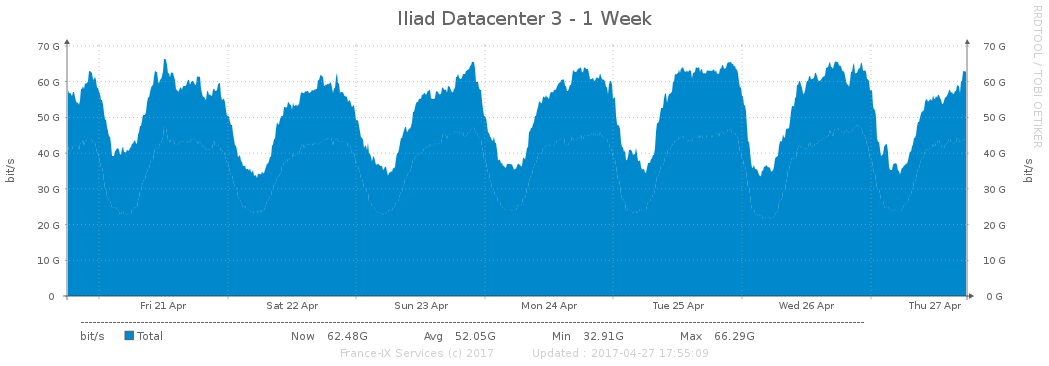 Iliad Datacenter 3 - 1 Week
RRDTOOL / TOBI OETIKER
70 G 70 G
60 G 60 G
50 G 50 G
40 G 40 G
30 G 30 G
20 G 20 G
10 G 10 G
0 0 G
bit/s bit/s
Fri 21 Apr Sat 22 Apr Sun 23 Apr Mon 24 Apr Tue 25 Apr Wed 26 Apr Thu 27 Apr
bit/s Total Now 62.48G Avg 52.05G Min 32.91G Max 66.29G
France-IX Services (c) 2017 Updated : 2017-04-27 17:55:09